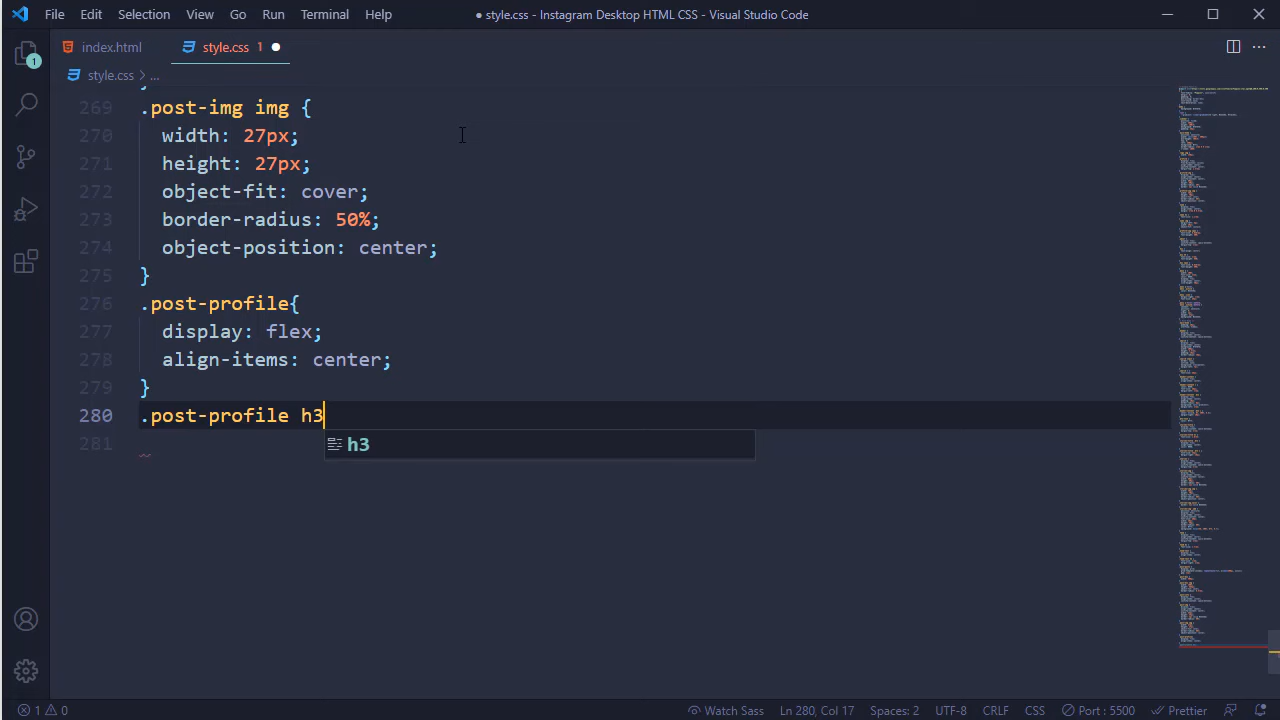 File Edit Selection View Go Run Terminal Help ● style.css - Instagram Desktop HTML CSS - Visual Studio Code
index.html style.css 1 ●
style.css > ...
1
269 .post-img img {
270 width: 27px;
271 height: 27px;
272 object-fit: cover;
273 border-radius: 50%;
274 object-position: center;
275 }
276 .post-profile{
277 display: flex;
278 align-items: center;
279 }
280 .post-profile h3
h3
281
1 0 Watch Sass Ln 280, Col 17 Spaces: 2 UTF-8 CRLF CSS Port : 5500 Prettier